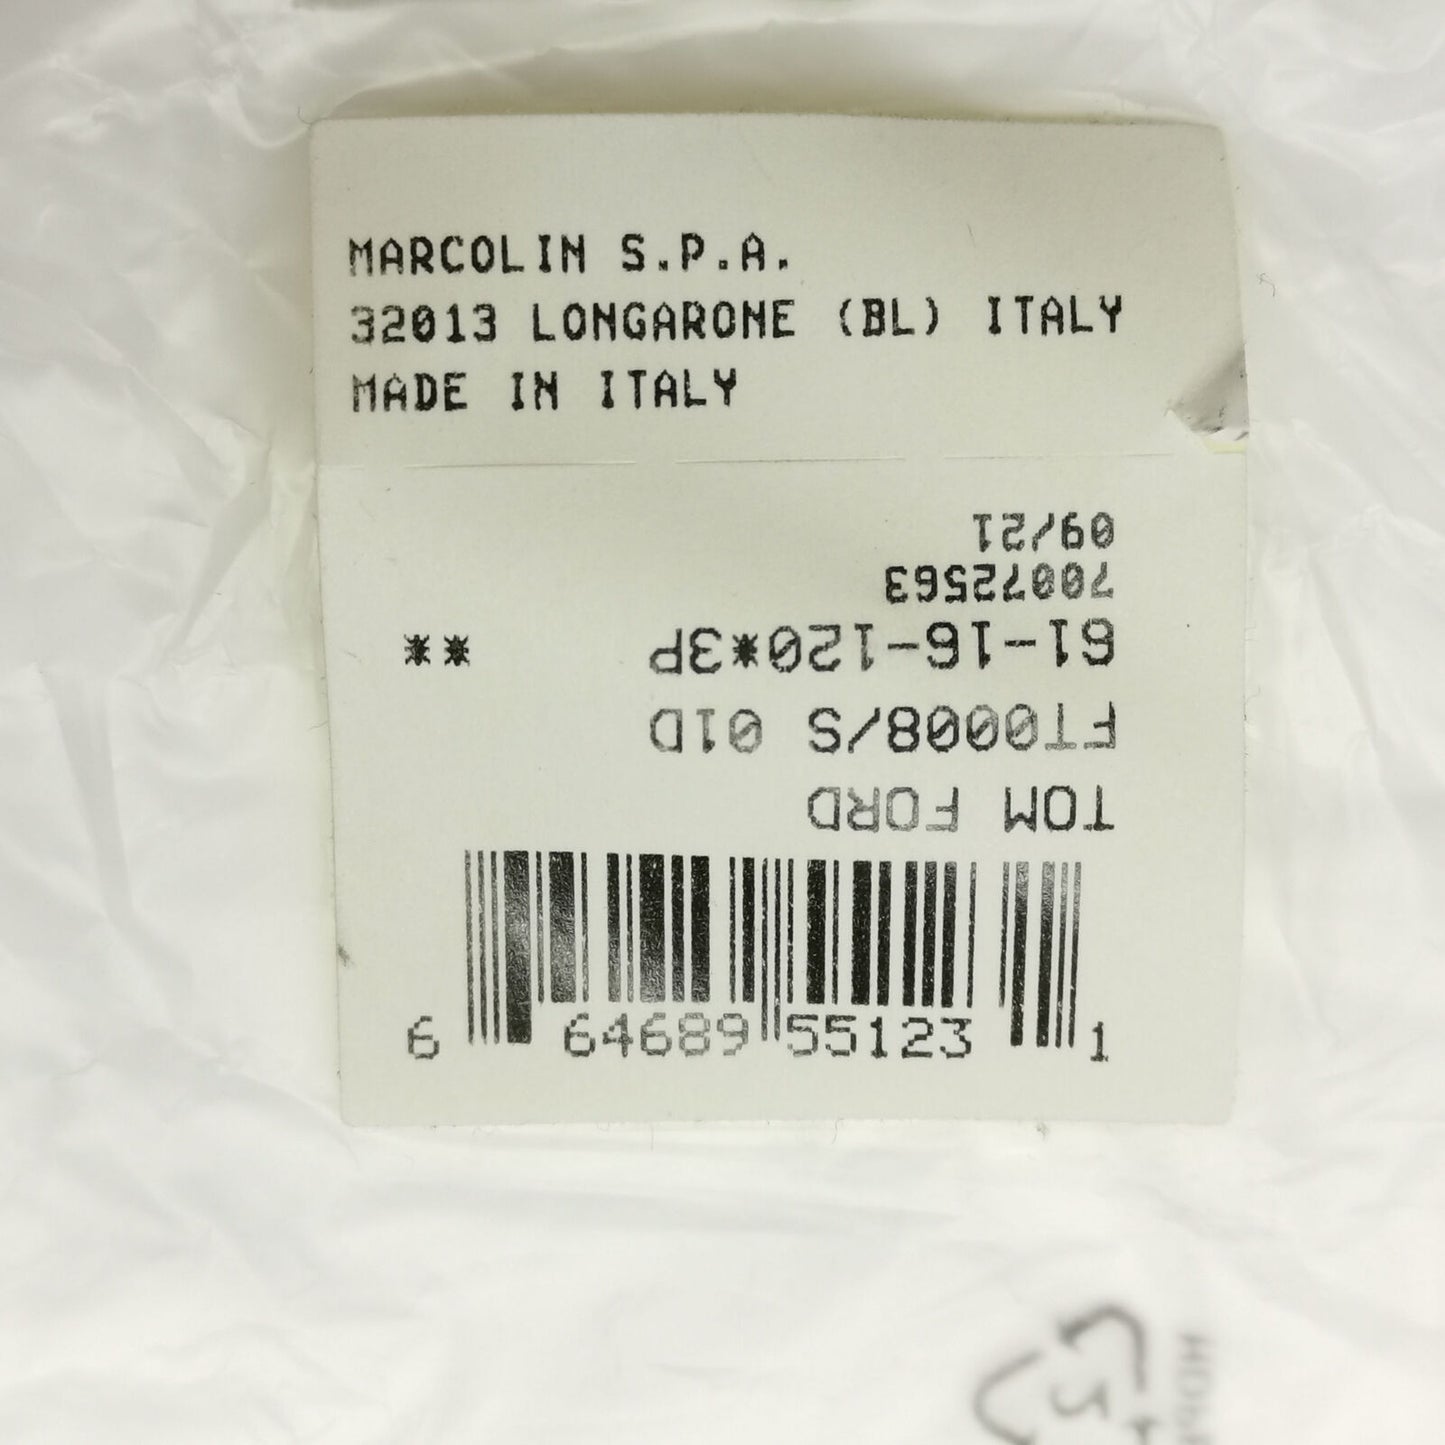 MARCOLIN S.P.A.
32013 LONGARONE (BL) ITALY
MADE IN ITALY
TOM FORD
FT0008/S 01D
61-16-120*3P **
70072563
09/21
6 64689 55123 1